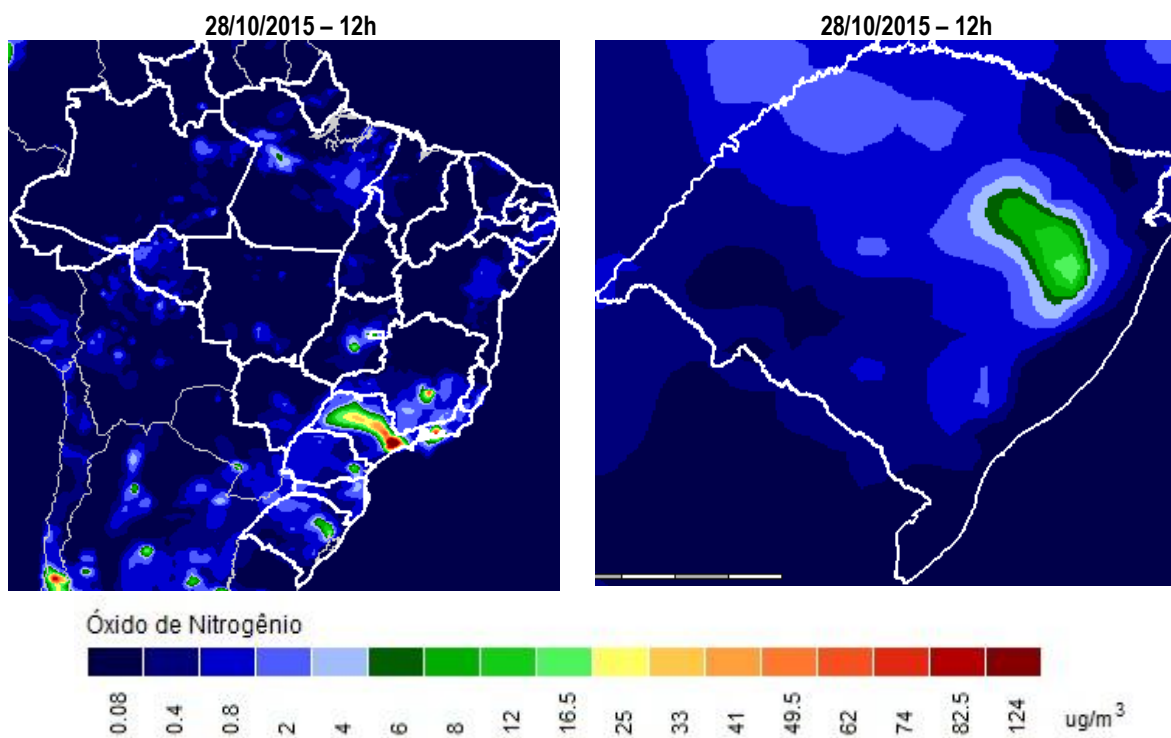 28/10/2015 – 12h
28/10/2015 – 12h
Óxido de Nitrogênio
0.08 0.4 0.8 2 4 6 8 12 16.5 25 33 41 49.5 62 74 82.5 124 ug/m³